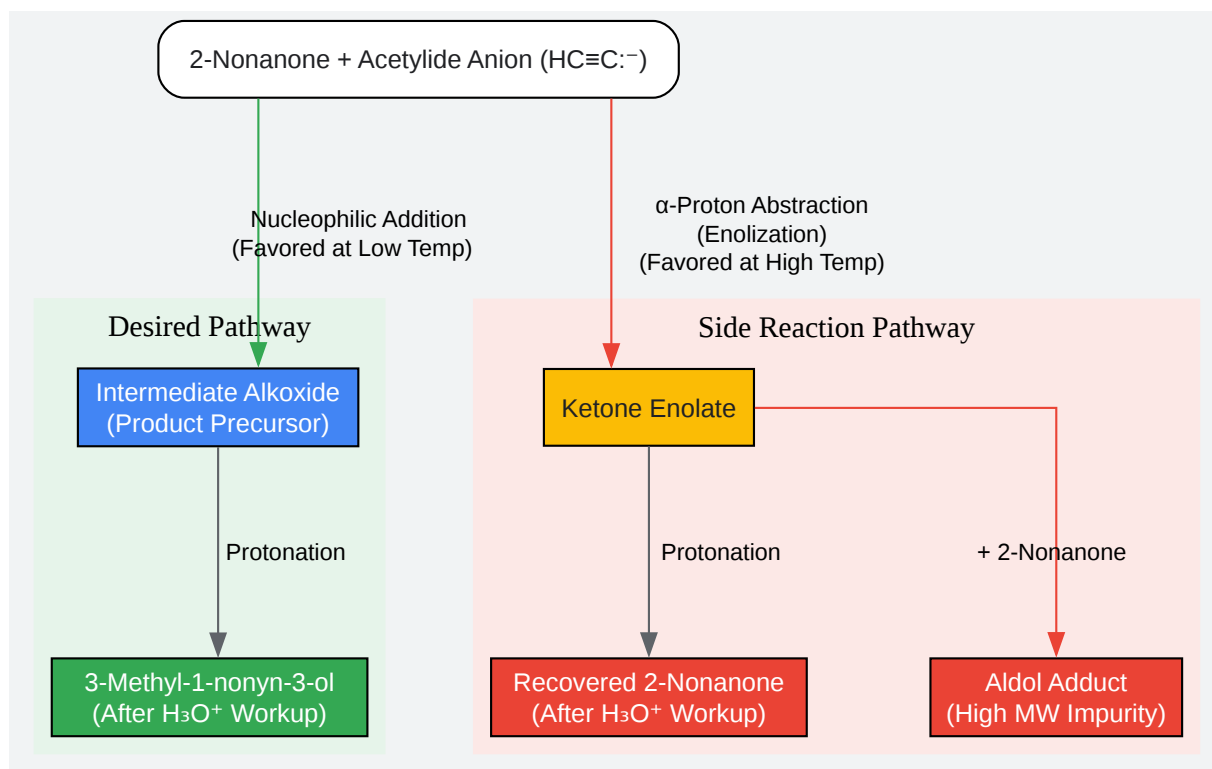 2-Nonanone + Acetylide Anion (HC≡C:⁻)
Nucleophilic Addition
(Favored at Low Temp)
α-Proton Abstraction
(Enolization)
(Favored at High Temp)
Desired Pathway
Side Reaction Pathway
Intermediate Alkoxide
(Product Precursor)
Ketone Enolate
Protonation
Protonation
+ 2-Nonanone
3-Methyl-1-nonyn-3-ol
(After H₃O⁺ Workup)
Recovered 2-Nonanone
(After H₃O⁺ Workup)
Aldol Adduct
(High MW Impurity)